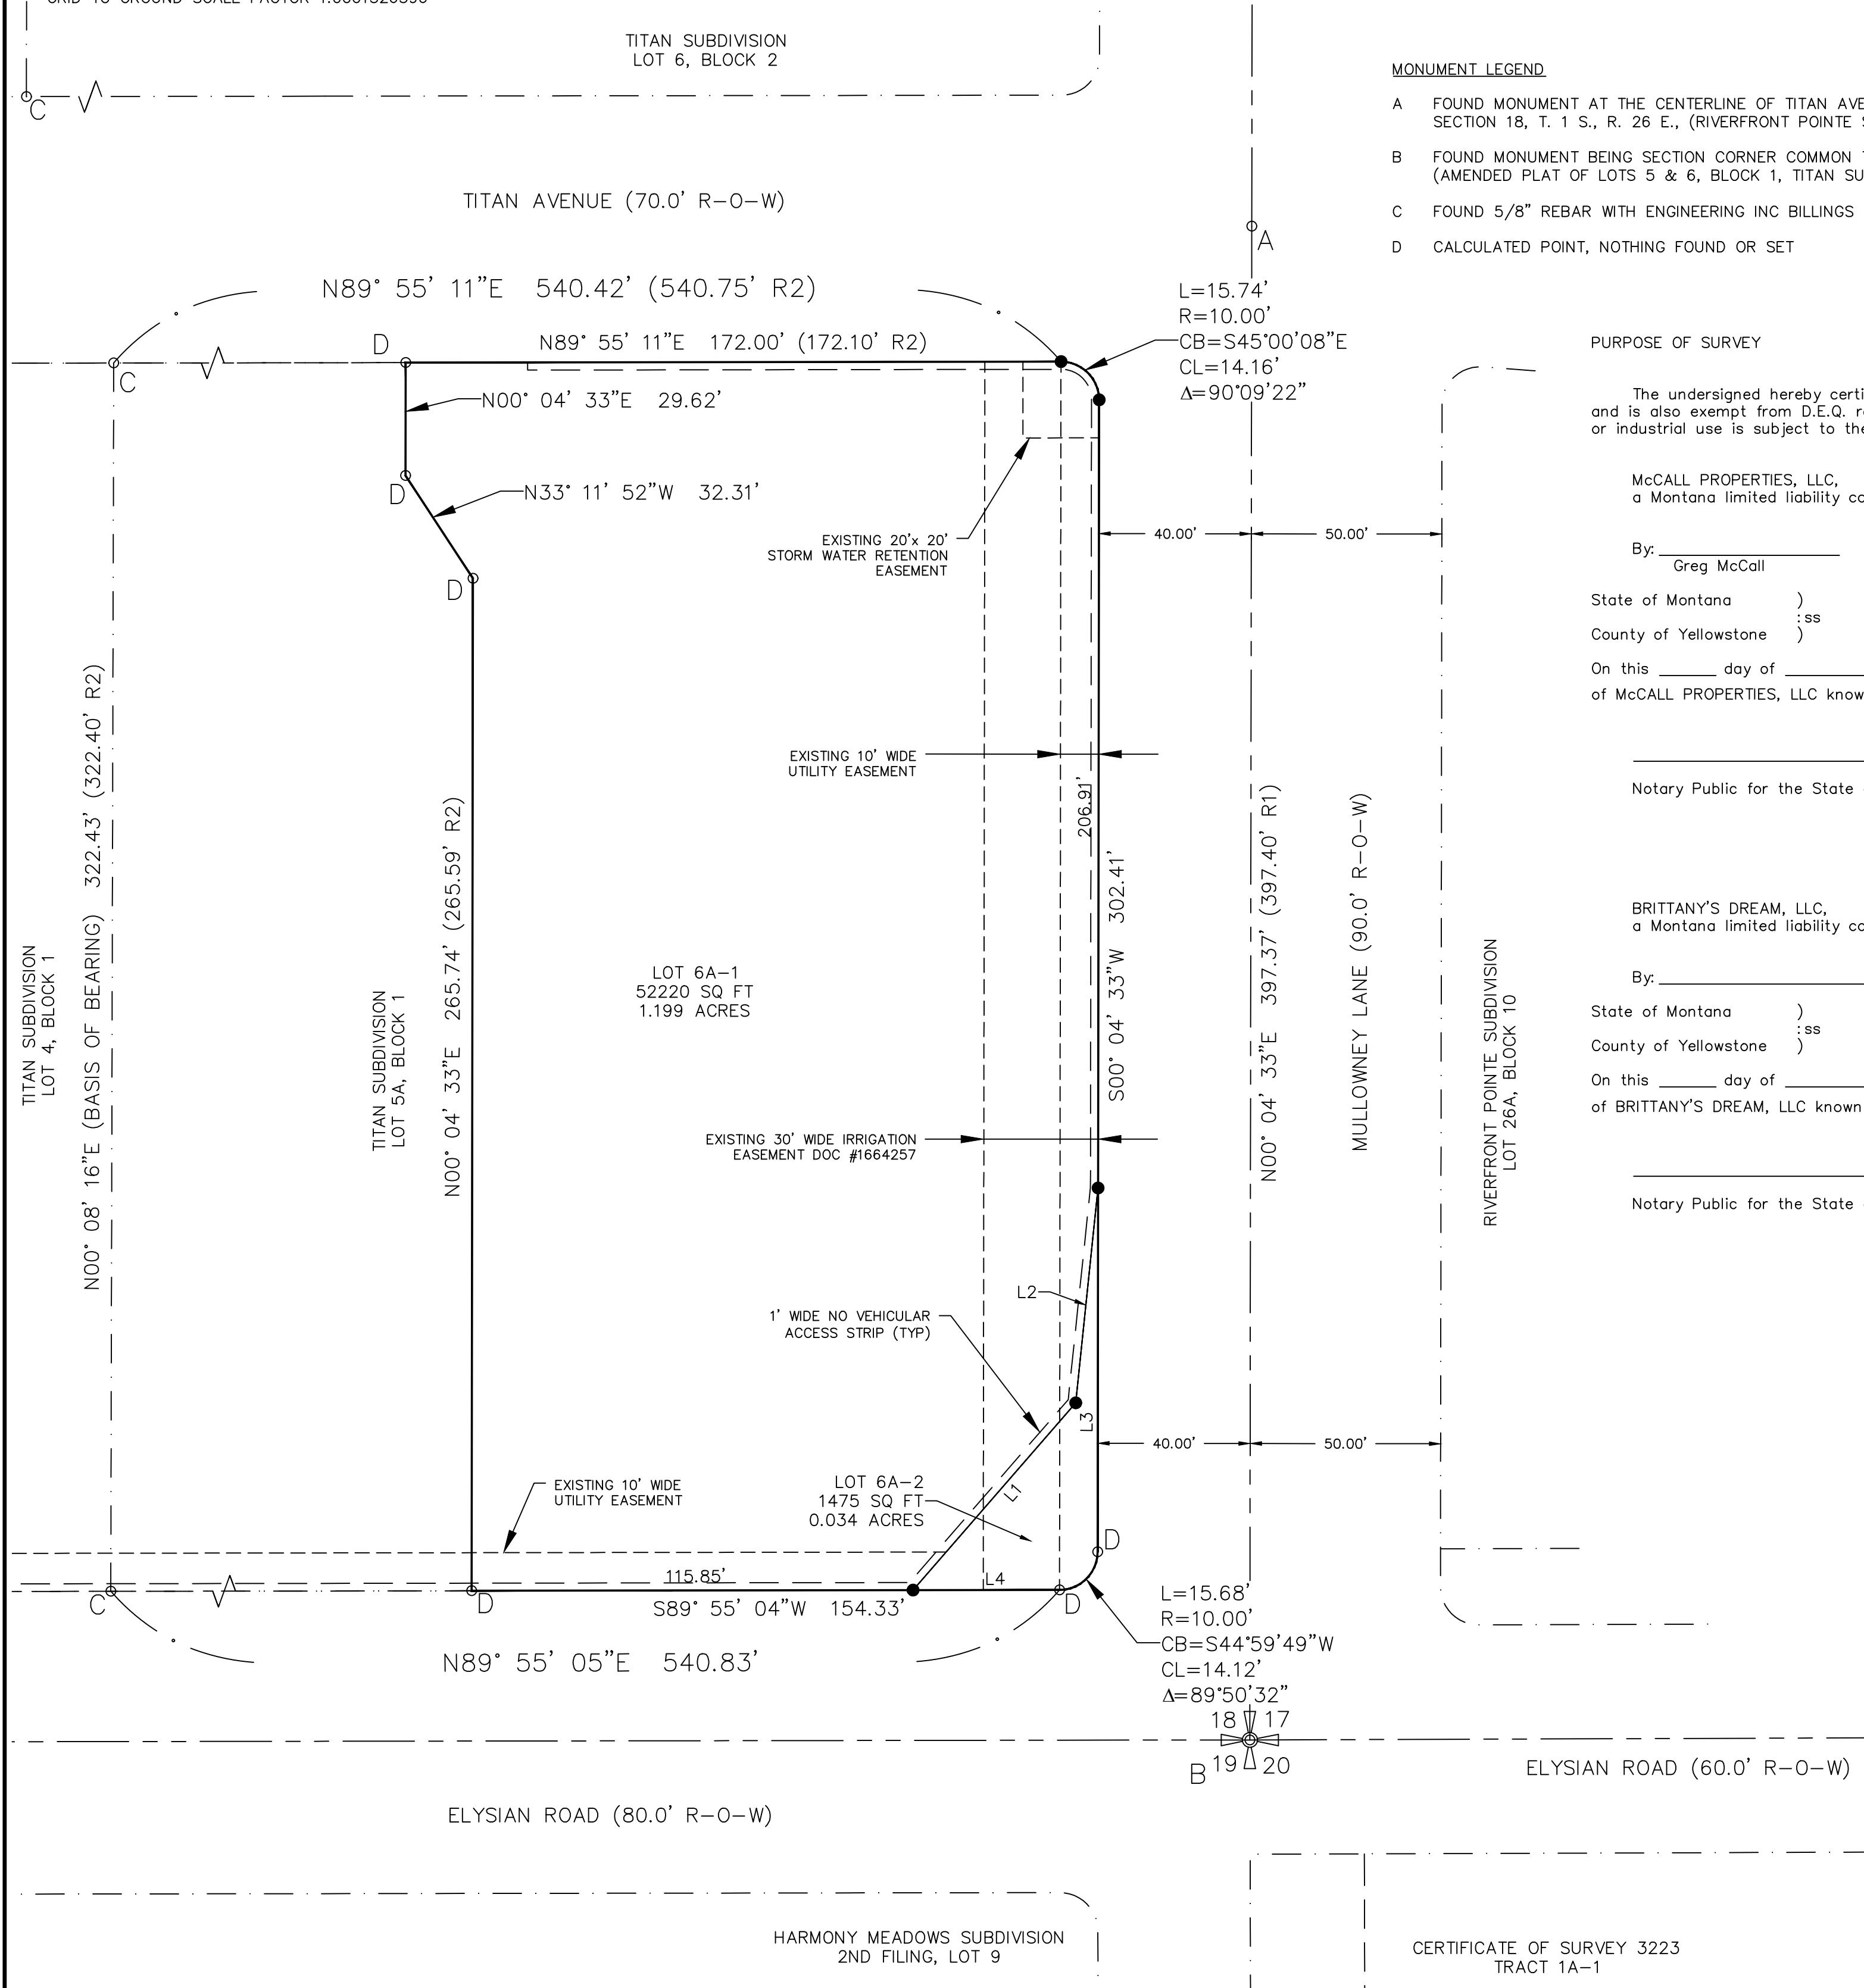 TITAN SUBDIVISION
LOT 6, BLOCK 2
C
TITAN AVENUE (70.0' R-O-W)
A
MONUMENT LEGEND
A FOUND MONUMENT AT THE CENTERLINE OF TITAN
SECTION 18, T. 1 S., R. 26 E., (RIVERFRONT POINTE
B FOUND MONUMENT BEING SECTION CORNER COMMON
(AMENDED PLAT OF LOTS 5 & 6, BLOCK 1, TITAN
C FOUND 5/8" REBAR WITH ENGINEERING INC BILLINGS
D CALCULATED POINT, NOTHING FOUND OR SET
N89° 55' 11"E 540.42' (540.75' R2)
N89° 55' 11"E 172.00' (172.10' R2)
L=15.74'
R=10.00'
CB=S45°00'08"E
CL=14.16'
Δ=90°09'22"
C
D
N00° 04' 33"E 29.62'
D
N33° 11' 52"W 32.31'
D
EXISTING 20'x 20'
STORM WATER RETENTION
EASEMENT
40.00'
50.00'
EXISTING 10' WIDE
UTILITY EASEMENT
206.91'
S00° 04' 33"W 302.41'
N00° 04' 33"E 397.37' (397.40' R1)
MULLOWNEY LANE (90.0' R-O-W)
RIVERFRONT POINTE SUBDIVISION
LOT 26A, BLOCK 10
TITAN SUBDIVISION
LOT 4, BLOCK 1
N00° 08' 16"E (BASIS OF BEARING) 322.43' (322.40' R2)
TITAN SUBDIVISION
LOT 5A, BLOCK 1
N00° 04' 33"E 265.74' (265.59' R2)
LOT 6A-1
52220 SQ FT
1.199 ACRES
EXISTING 30' WIDE IRRIGATION
EASEMENT DOC #1664257
L2
1' WIDE NO VEHICULAR
ACCESS STRIP (TYP)
L3
40.00'
50.00'
EXISTING 10' WIDE
UTILITY EASEMENT
LOT 6A-2
1475 SQ FT
0.034 ACRES
L1
D
115.85'
L4
C
D
S89° 55' 04"W 154.33'
D
L=15.68'
R=10.00'
CB=S44°59'49"W
CL=14.12'
Δ=89°50'32"
N89° 55' 05"E 540.83'
18 17
19 20
B
ELYSIAN ROAD (60.0' R-O-W)
ELYSIAN ROAD (80.0' R-O-W)
HARMONY MEADOWS SUBDIVISION
2ND FILING, LOT 9
CERTIFICATE OF SURVEY 3223
TRACT 1A-1
PURPOSE OF SURVEY
The undersigned hereby
and is also exempt from D.E.Q.
or industrial use is subject to
McCALL PROPERTIES, LLC,
a Montana limited liability
By:
Greg McCall
State of Montana )
:ss
County of Yellowstone )
On this day of
of McCALL PROPERTIES, LLC
Notary Public for the State
BRITTANY'S DREAM, LLC,
a Montana limited liability
By:
State of Montana )
:ss
County of Yellowstone )
On this day of
of BRITTANY'S DREAM, LLC known
Notary Public for the State